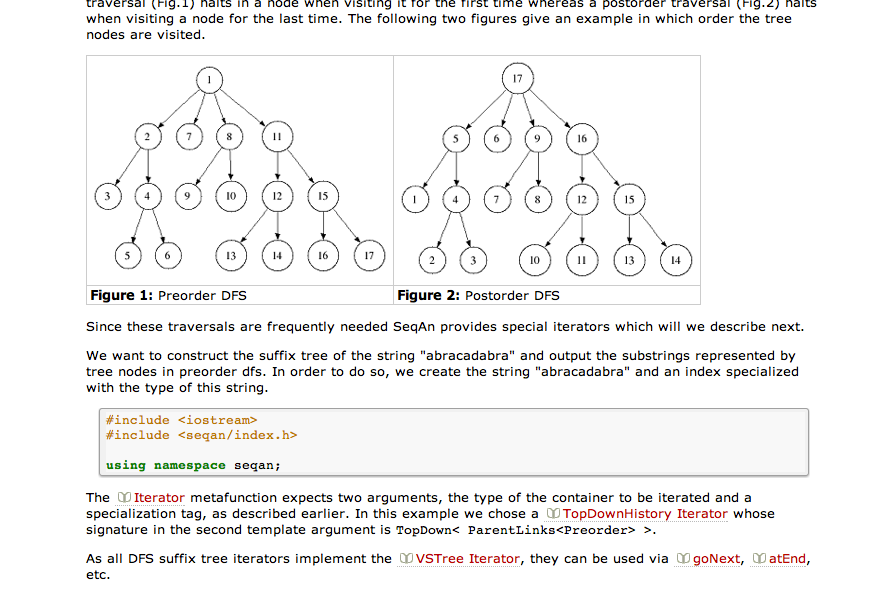 traversal (Fig.1) halts in a node when visiting it for the first time whereas a postorder traversal (Fig.2) halts
when visiting a node for the last time. The following two figures give an example in which order the tree
nodes are visited.
1
2 7 8 11
3 4 9 10 12 15
5 6 13 14 16 17
Figure 1: Preorder DFS
17
5 6 9 16
1 4 7 8 12 15
2 3 10 11 13 14
Figure 2: Postorder DFS
Since these traversals are frequently needed SeqAn provides special iterators which will we describe next.
We want to construct the suffix tree of the string "abracadabra" and output the substrings represented by
tree nodes in preorder dfs. In order to do so, we create the string "abracadabra" and an index specialized
with the type of this string.
#include <iostream>
#include <seqan/index.h>
using namespace seqan;
The Iterator metafunction expects two arguments, the type of the container to be iterated and a
specialization tag, as described earlier. In this example we chose a TopDownHistory Iterator whose
signature in the second template argument is TopDown< ParentLinks<Preorder> >.
As all DFS suffix tree iterators implement the VSTree Iterator, they can be used via goNext, atEnd,
etc.